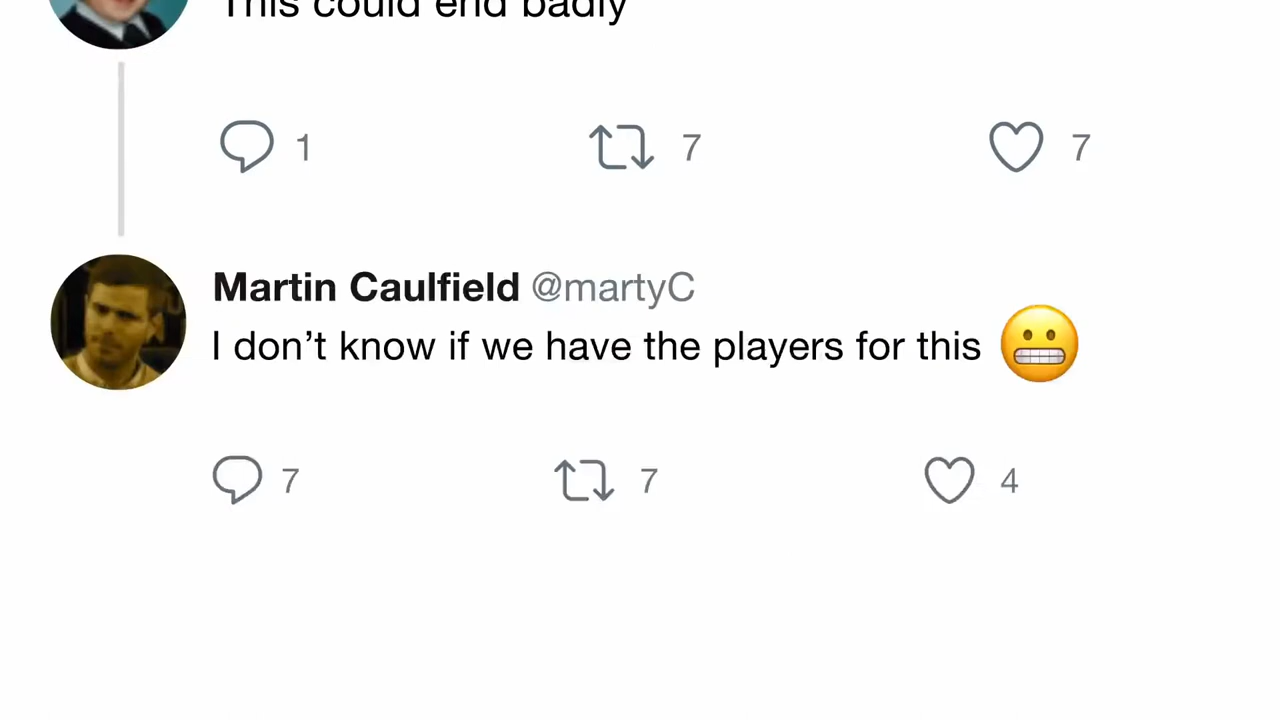 This could end badly
1 7 7
Martin Caulfield @martyC
I don’t know if we have the players for this 😬
7 7 4